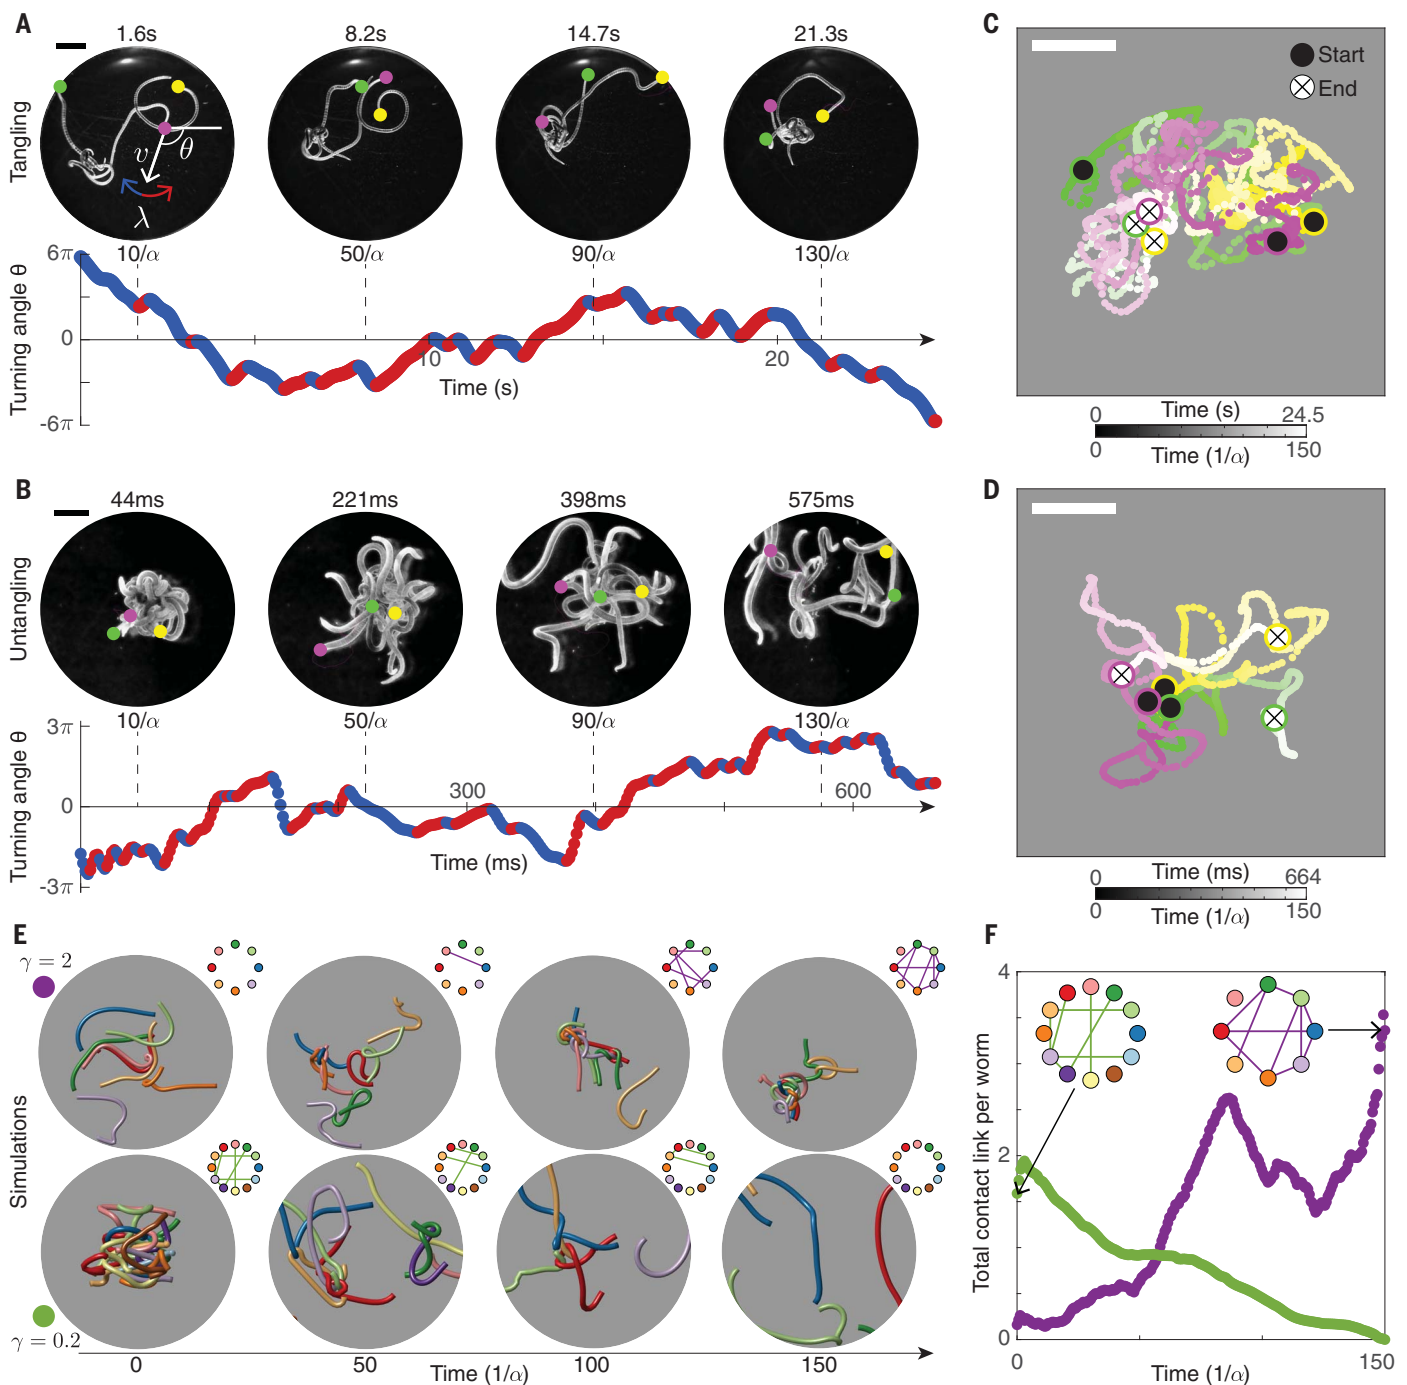 A
1.6s
8.2s
14.7s
21.3s
Tangling
v
θ
λ
10/α
50/α
90/α
130/α
Turning angle θ
6π
0
-6π
10
20
Time (s)
B
44ms
221ms
398ms
575ms
Untangling
10/α
50/α
90/α
130/α
Turning angle θ
3π
0
-3π
300
600
Time (ms)
C
Start
End
0
Time (s)
24.5
0
Time (1/α)
150
D
0
Time (ms)
664
0
Time (1/α)
150
E
γ = 2
Simulations
γ = 0.2
0
50
100
150
Time (1/α)
F
Total contact link per worm
4
2
0
0
150
Time (1/α)